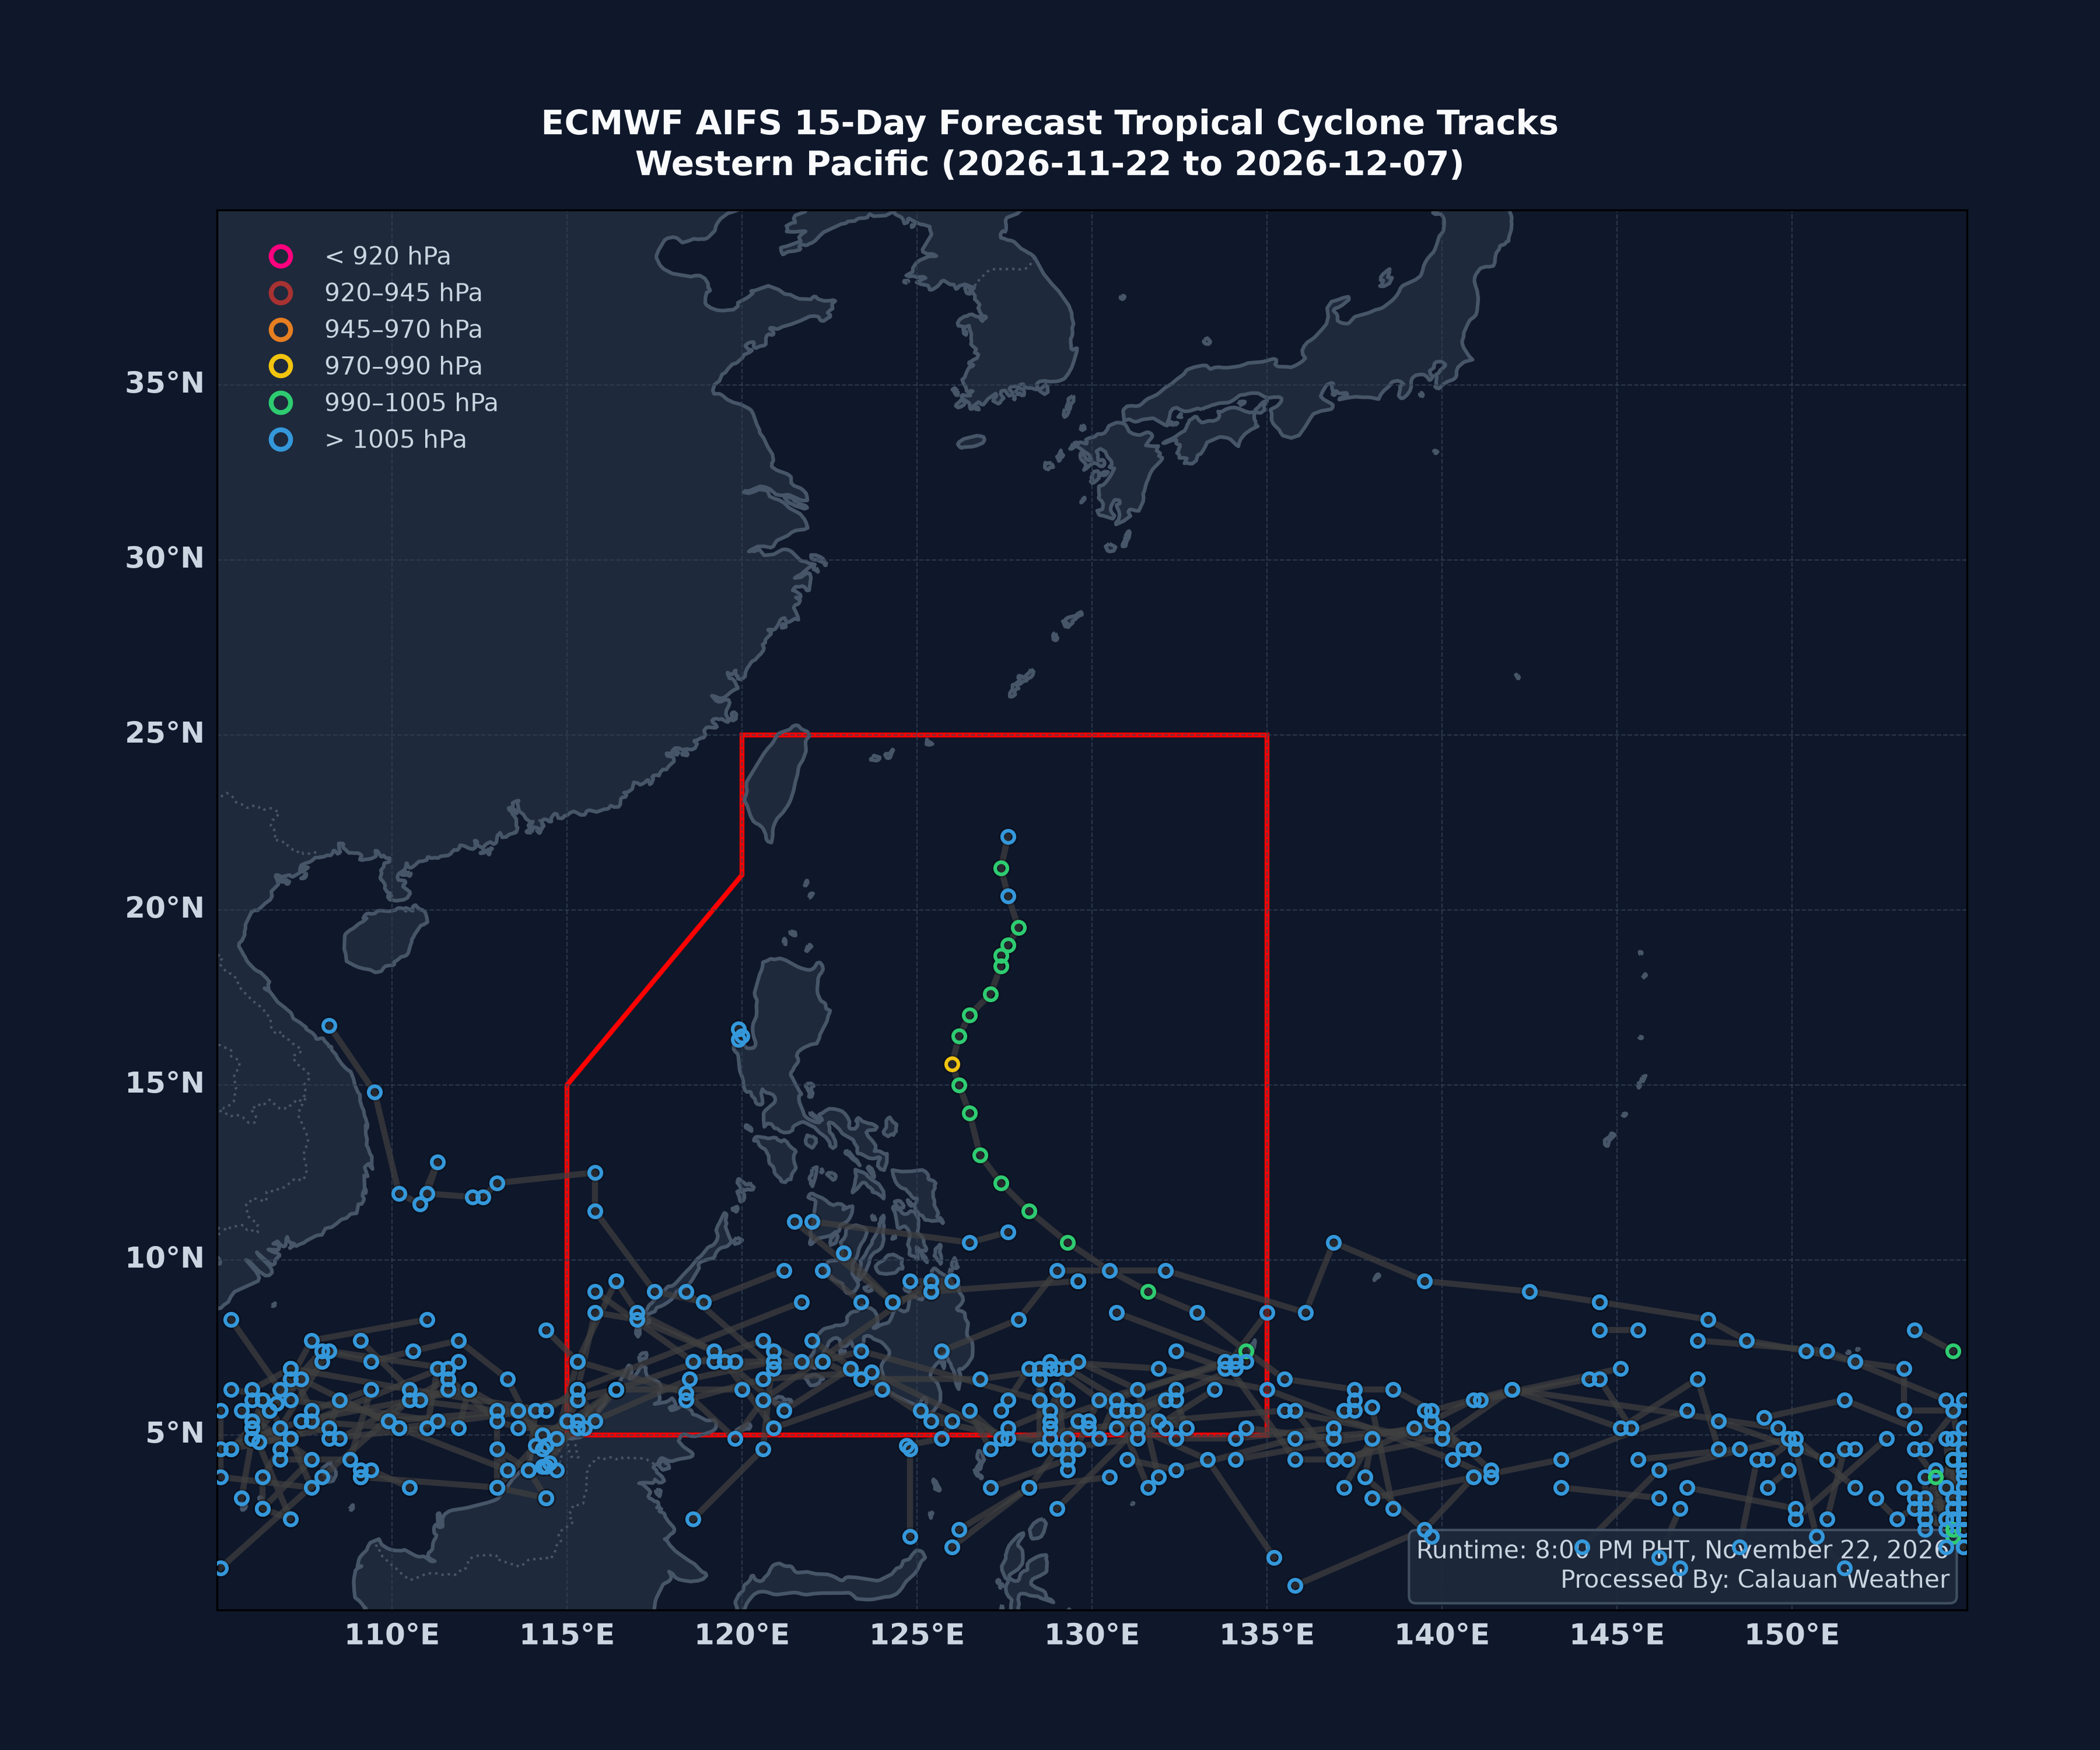 ECMWF AIFS 15-Day Forecast Tropical Cyclone Tracks
Western Pacific (2026-11-22 to 2026-12-07)
< 920 hPa
920–945 hPa
945–970 hPa
970–990 hPa
990–1005 hPa
> 1005 hPa
35°N
30°N
25°N
20°N
15°N
10°N
5°N
Runtime: 8:00 PM PHT, November 22, 2026
Processed By: Calauan Weather
110°E
115°E
120°E
125°E
130°E
135°E
140°E
145°E
150°E